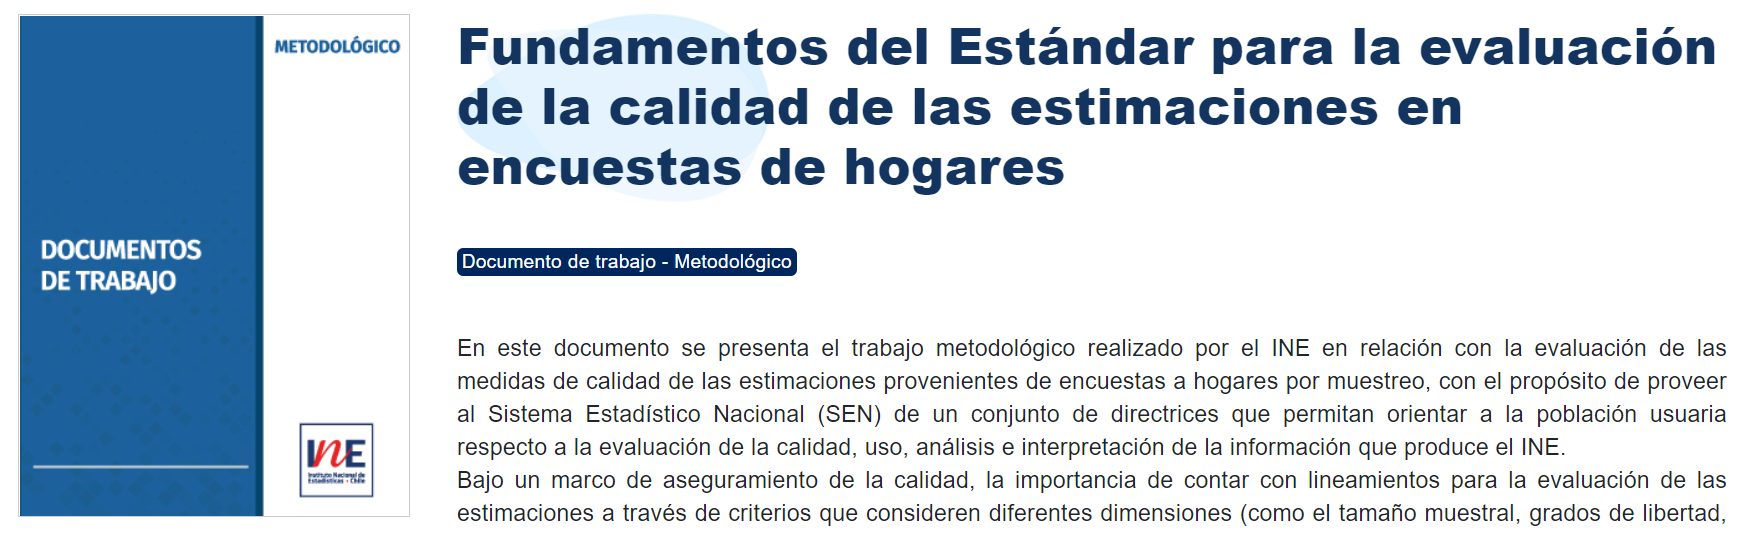 METODOLÓGICO
DOCUMENTOS
DE TRABAJO
INE
Instituto Nacional de
Estadísticas • Chile
Fundamentos del Estándar para la evaluación
de la calidad de las estimaciones en
encuestas de hogares
Documento de trabajo - Metodológico
En este documento se presenta el trabajo metodológico realizado por el INE en relación con la evaluación de las
medidas de calidad de las estimaciones provenientes de encuestas a hogares por muestreo, con el propósito de proveer
al Sistema Estadístico Nacional (SEN) de un conjunto de directrices que permitan orientar a la población usuaria
respecto a la evaluación de la calidad, uso, análisis e interpretación de la información que produce el INE.
Bajo un marco de aseguramiento de la calidad, la importancia de contar con lineamientos para la evaluación de las
estimaciones a través de criterios que consideren diferentes dimensiones (como el tamaño muestral, grados de libertad,